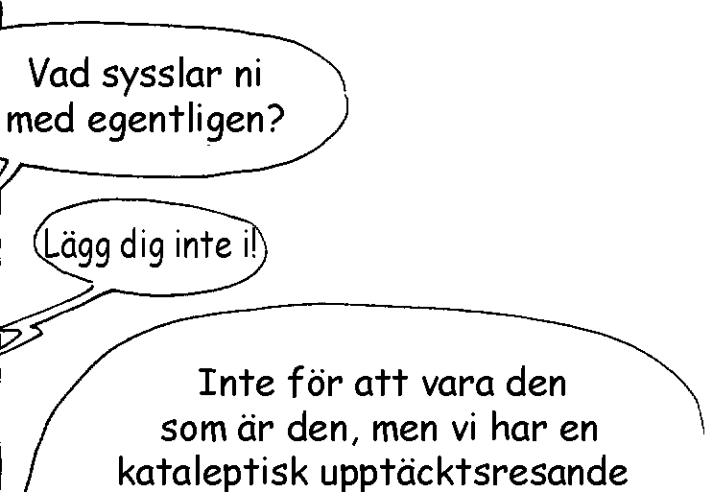 Vad sysslar ni
med egentligen?
Lägg dig inte i!
Inte för att vara den
som är den, men vi har en
kataleptisk upptäcktsresande